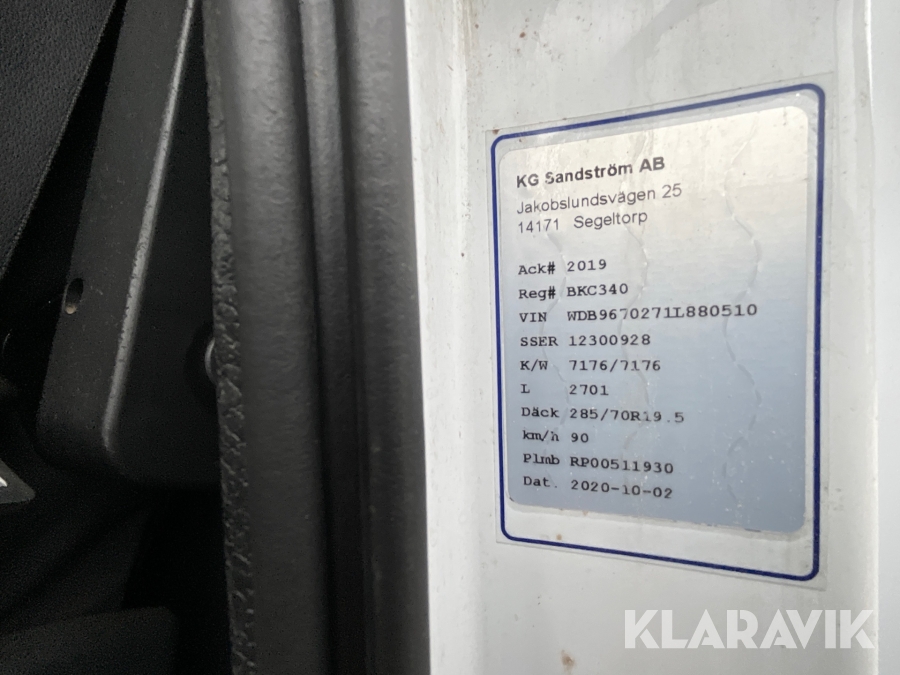 KG Sandström AB
Jakobslundsvägen 25
14171 Segeltorp
Ack# 2019
Reg# BKC340
VIN WDB9670271L880510
SSER 12300928
K/W 7176/7176
L 2701
Däck 285/70R19.5
km/h 90
Plmb RP00511930
Dat. 2020-10-02
KLARAVIK